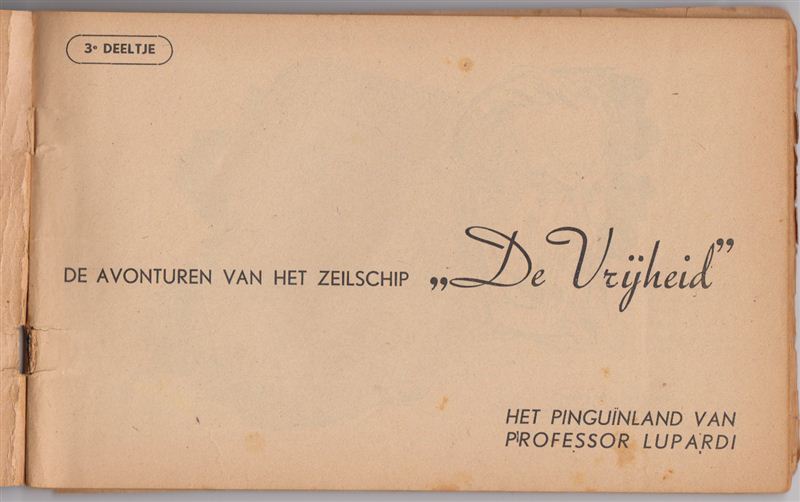 3e DEELTJE
DE AVONTUREN VAN HET ZEILSCHIP „De Vrijheid”
HET PINGUÏNLAND VAN
PROFESSOR LUPARDI